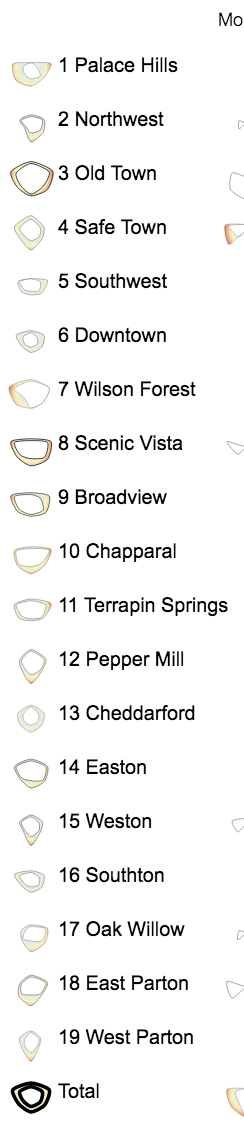 Mo
1 Palace Hills
2 Northwest
3 Old Town
4 Safe Town
5 Southwest
6 Downtown
7 Wilson Forest
8 Scenic Vista
9 Broadview
10 Chapparal
11 Terrapin Springs
12 Pepper Mill
13 Cheddarford
14 Easton
15 Weston
16 Southton
17 Oak Willow
18 East Parton
19 West Parton
Total